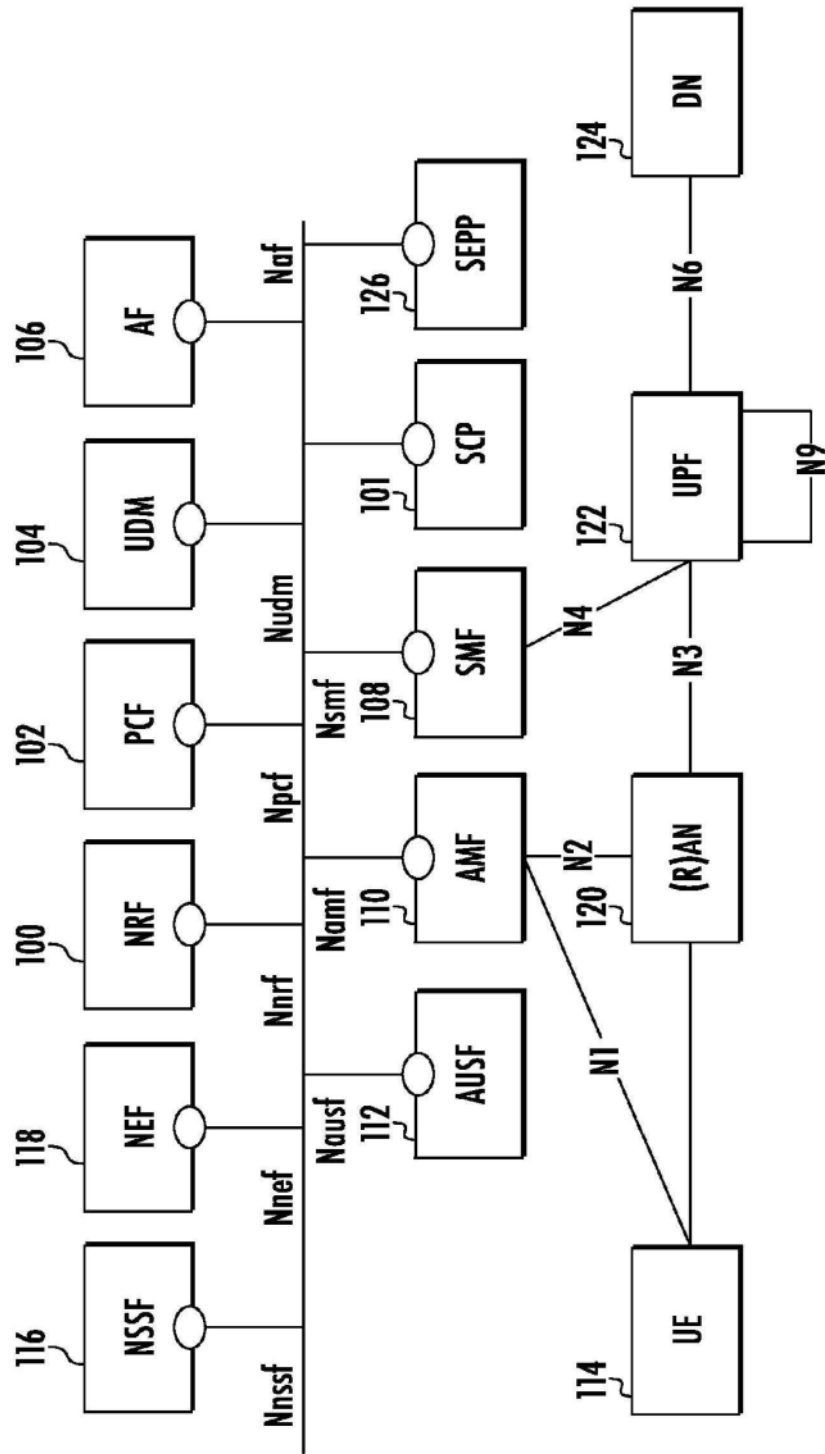 116
118
100
102
104
106
NSSF
NEF
NRF
PCF
UDM
AF
Nnssf
Nnef
Nnrf
Npcf
Nudm
Naf
Nausf
Namf
Nsmf
112
110
108
101
126
AUSF
AMF
SMF
SCP
SEPP
N1
N2
N4
114
120
122
124
UE
(R)AN
N3
UPF
N6
DN
N9